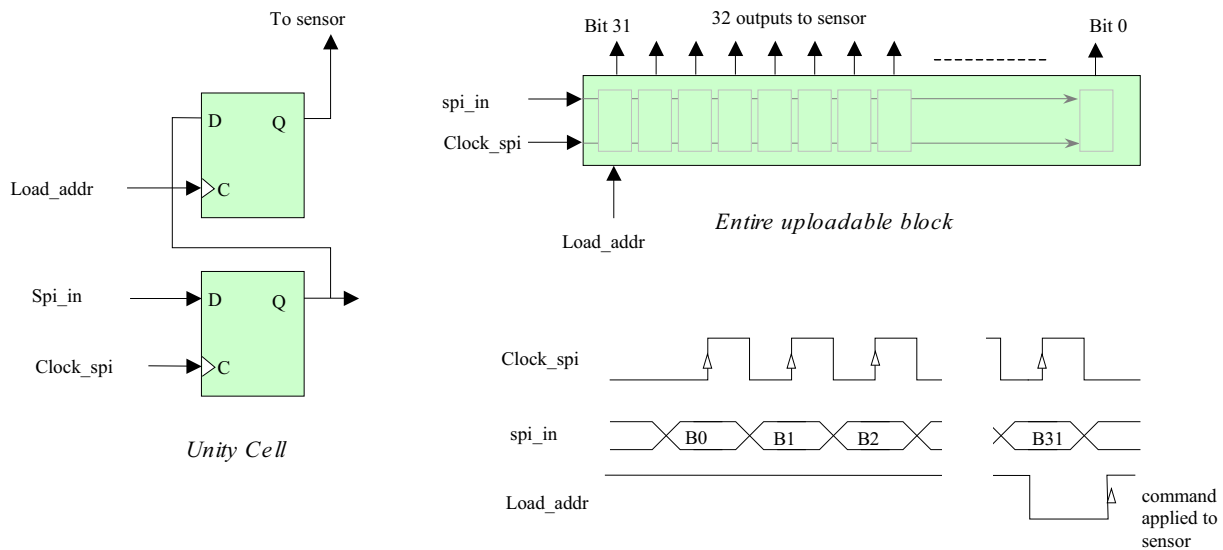 To sensor
D
Q
Load_addr
C
Spi_in
D
Q
Clock_spi
C
Unity Cell
32 outputs to sensor
Bit 31
Bit 0
spi_in
Clock_spi
Load_addr
Entire uploadable block
Clock_spi
spi_in
B0
B1
B2
B31
Load_addr
command
applied to
sensor